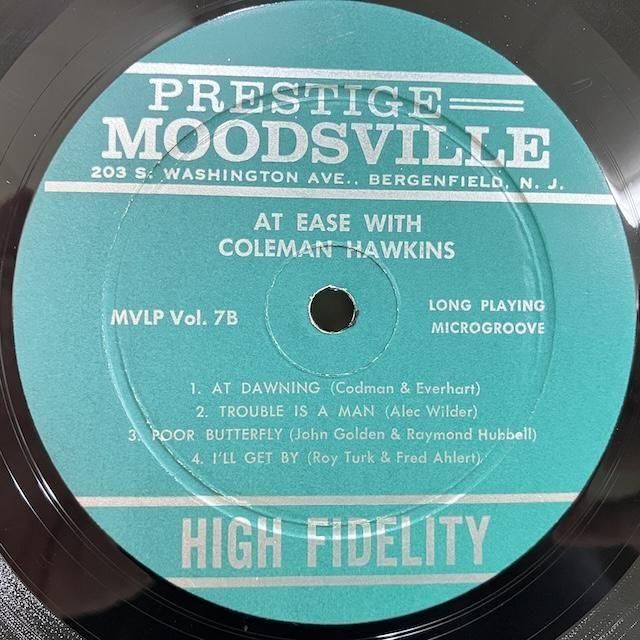 PRESTIGE
MOODSVILLE
203 S. WASHINGTON AVE., BERGENFIELD, N. J.
AT EASE WITH
COLEMAN HAWKINS
MVLP Vol. 7B
LONG PLAYING
MICROGROOVE
1. AT DAWNING (Codman & Everhart)
2. TROUBLE IS A MAN (Alec Wilder)
3. POOR BUTTERFLY (John Golden & Raymond Hubbell)
4. I'LL GET BY (Roy Turk & Fred Ahlert)
HIGH FIDELITY